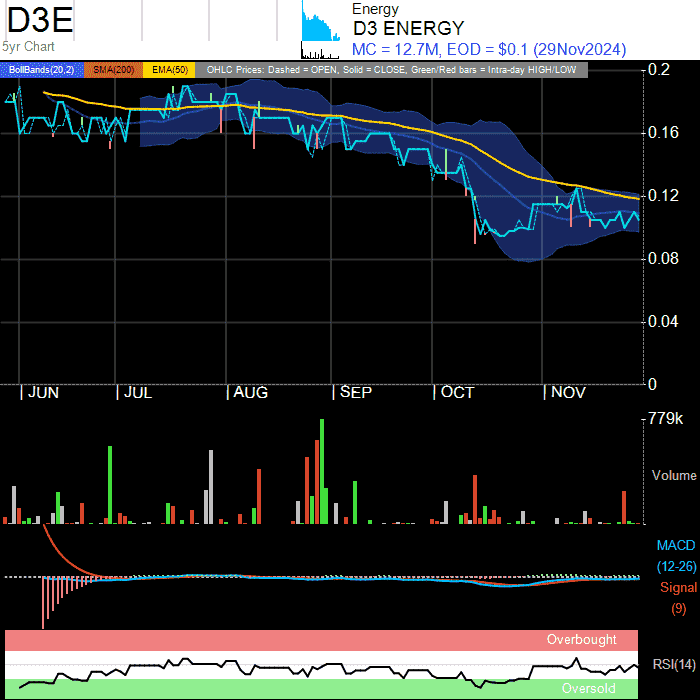 D3E
5yr Chart
Energy
D3 ENERGY
MC = 12.7M, EOD = $0.1 (29Nov2024)
BollBands(20,2) SMA(200) EMA(50) OHLC Prices: Dashed = OPEN, Solid = CLOSE, Green/Red bars = Intra-day HIGH/LOW
0.2
0.16
0.12
0.08
0.04
0
JUN JUL AUG SEP OCT NOV
779k
Volume
MACD
(12-26)
Signal
(9)
Overbought
RSI(14)
Oversold